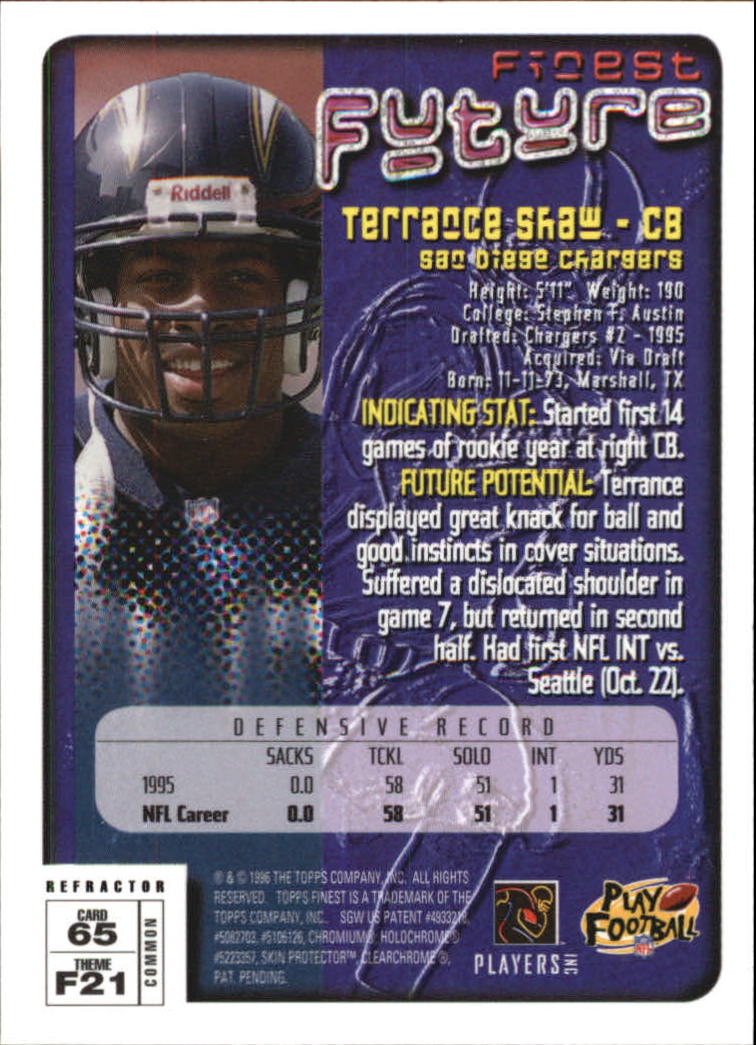 Finest
Future
Riddell
Terrance Shaw - CB
San Diego Chargers
Height: 5'11" Weight: 190
College: Stephen F. Austin
Drafted: Chargers #2 - 1995
Acquired: Via Draft
Born: 11-11-73, Marshall, TX
INDICATING STAT: Started first 14
games of rookie year at right CB.
FUTURE POTENTIAL: Terrance
displayed great knack for ball and
good instincts in cover situations.
Suffered a dislocated shoulder in
game 7, but returned in second
half. Had first NFL INT vs.
Seattle (Oct. 22).
DEFENSIVE RECORD
SACKS TCKL SOLO INT YDS
1995 0.0 58 51 1 31
NFL Career 0.0 58 51 1 31
REFRACTOR
CARD
65
THEME
F21
COMMON
® & © 1996 THE TOPPS COMPANY, INC. ALL RIGHTS
RESERVED. TOPPS FINEST IS A TRADEMARK OF THE
TOPPS COMPANY, INC. SGW US PATENT #4933218,
#5082703, #5106126, CHROMIUM®, HOLOCHROME®
#5223357, SKIN PROTECTOR™, CLEARCHROME®,
PAT. PENDING.
PLAYERS INC
PLAY
FOOTBALL
NFL